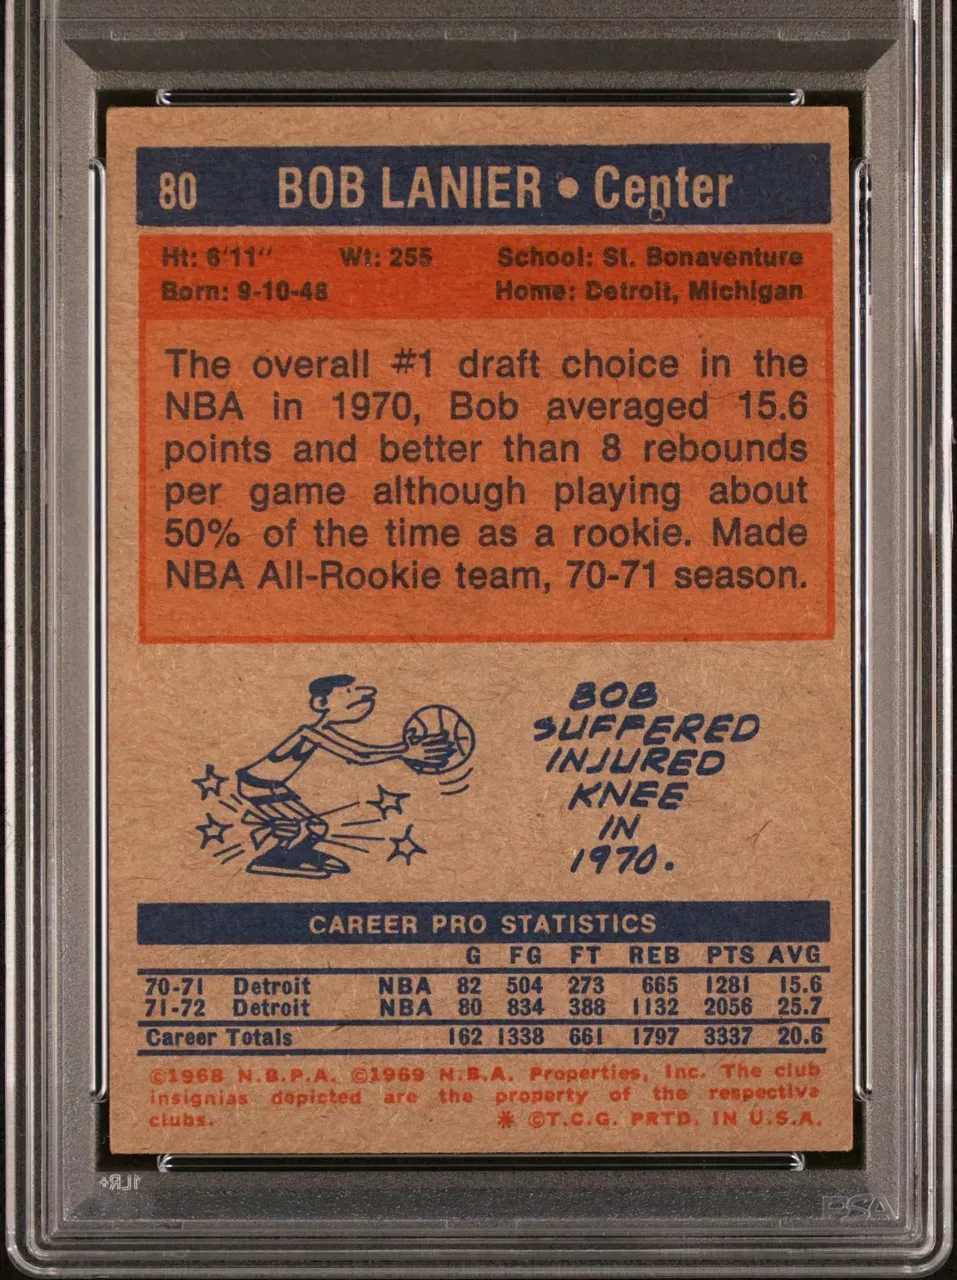 80 BOB LANIER • Center
Ht: 6'11" Wt: 255 School: St. Bonaventure
Born: 9-10-48 Home: Detroit, Michigan
The overall #1 draft choice in the
NBA in 1970, Bob averaged 15.6
points and better than 8 rebounds
per game although playing about
50% of the time as a rookie. Made
NBA All-Rookie team, 70-71 season.
BOB
SUFFERED
INJURED
KNEE
IN
1970.
CAREER PRO STATISTICS
G FG FT REB PTS AVG
70-71 Detroit NBA 82 504 273 665 1281 15.6
71-72 Detroit NBA 80 834 388 1132 2056 25.7
Career Totals 162 1338 661 1797 3337 20.6
©1968 N.B.P.A. ©1969 N.B.A. Properties, Inc. The club
insignias depicted are the property of the respective
clubs. * ©T.C.G. PRTD. IN U.S.A.
PSA